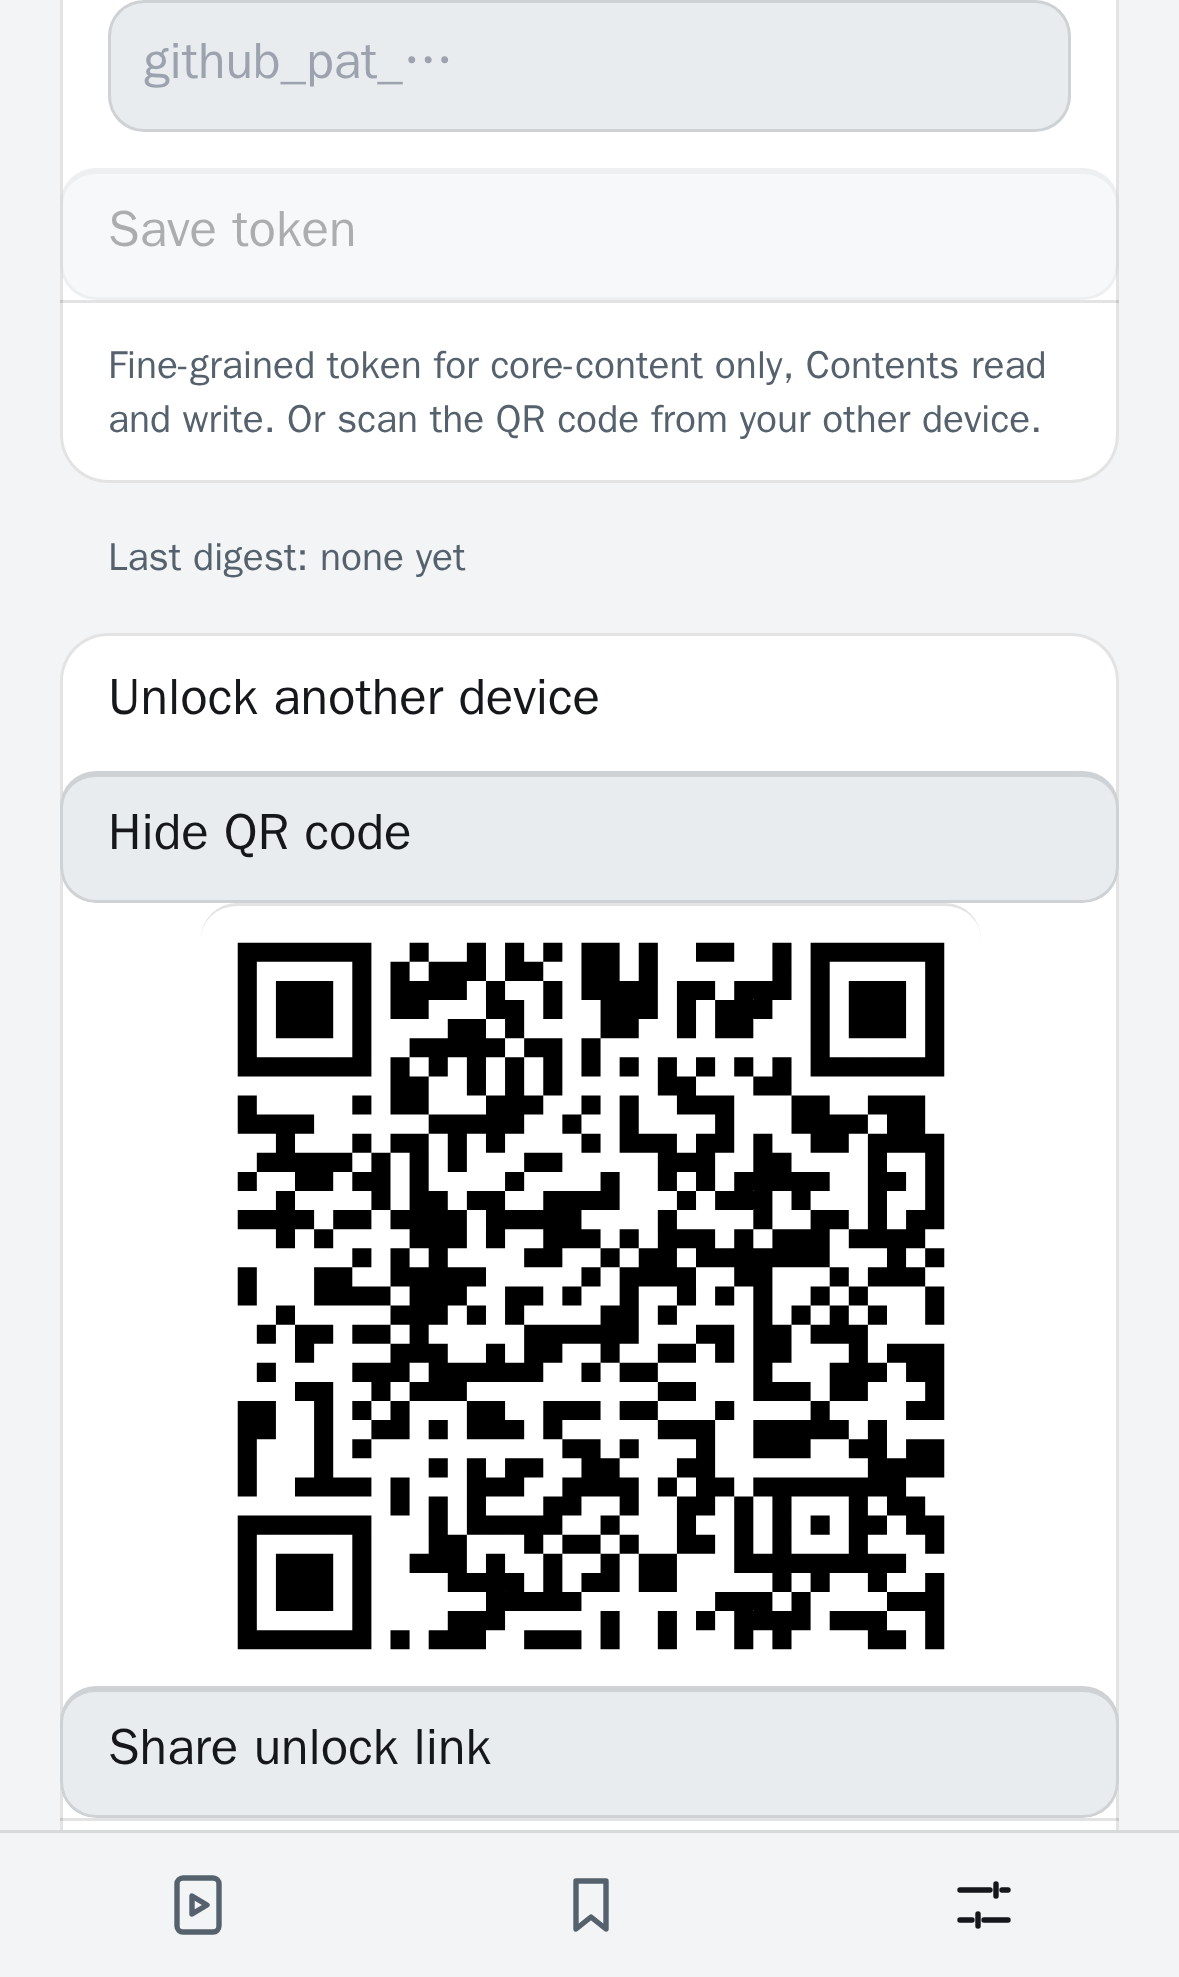 github_pat_···
Save token
Fine-grained token for core-content only, Contents read
and write. Or scan the QR code from your other device.
Last digest: none yet
Unlock another device
Hide QR code
Share unlock link